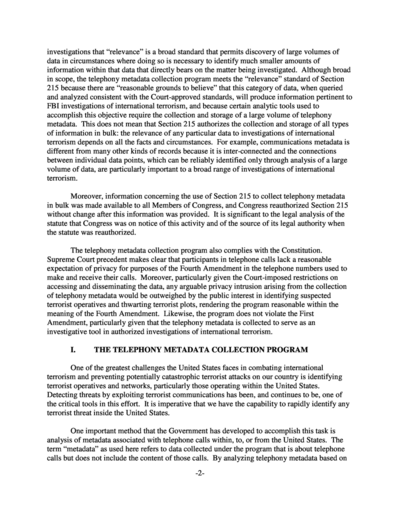 investigations that "relevance" is a broad standard that permits discovery of large volumes of
data in circumstances where doing so is necessary to identify much smaller amounts of
information within that data that directly bears on the matter being investigated. Although broad
in scope, the telephony metadata collection program meets the "relevance" standard of Section
215 because there are "reasonable grounds to believe" that this category of data, when queried
and analyzed consistent with the Court-approved standards, will produce information pertinent to
FBI investigations of international terrorism, and because certain analytic tools used to
accomplish this objective require the collection and storage of a large volume of telephony
metadata. This does not mean that Section 215 authorizes the collection and storage of all types
of information in bulk: the relevance of any particular data to investigations of international
terrorism depends on all the facts and circumstances. For example, communications metadata is
different from many other kinds of records because it is inter-connected and the connections
between individual data points, which can be reliably identified only through analysis of a large
volume of data, are particularly important to a broad range of investigations of international
terrorism.
Moreover, information concerning the use of Section 215 to collect telephony metadata
in bulk was made available to all Members of Congress, and Congress reauthorized Section 215
without change after this information was provided. It is significant to the legal analysis of the
statute that Congress was on notice of this activity and of the source of its legal authority when
the statute was reauthorized.
The telephony metadata collection program also complies with the Constitution.
Supreme Court precedent makes clear that participants in telephone calls lack a reasonable
expectation of privacy for purposes of the Fourth Amendment in the telephone numbers used to
make and receive their calls. Moreover, particularly given the Court-imposed restrictions on
accessing and disseminating the data, any arguable privacy intrusion arising from the collection
of telephony metadata would be outweighed by the public interest in identifying suspected
terrorist operatives and thwarting terrorist plots, rendering the program reasonable within the
meaning of the Fourth Amendment. Likewise, the program does not violate the First
Amendment, particularly given that the telephony metadata is collected to serve as an
investigative tool in authorized investigations of international terrorism.
I. THE TELEPHONY METADATA COLLECTION PROGRAM
One of the greatest challenges the United States faces in combating international
terrorism and preventing potentially catastrophic terrorist attacks on our country is identifying
terrorist operatives and networks, particularly those operating within the United States.
Detecting threats by exploiting terrorist communications has been, and continues to be, one of
the critical tools in this effort. It is imperative that we have the capability to rapidly identify any
terrorist threat inside the United States.
One important method that the Government has developed to accomplish this task is
analysis of metadata associated with telephone calls within, to, or from the United States. The
term "metadata" as used here refers to data collected under the program that is about telephone
calls but does not include the content of those calls. By analyzing telephony metadata based on
-2-